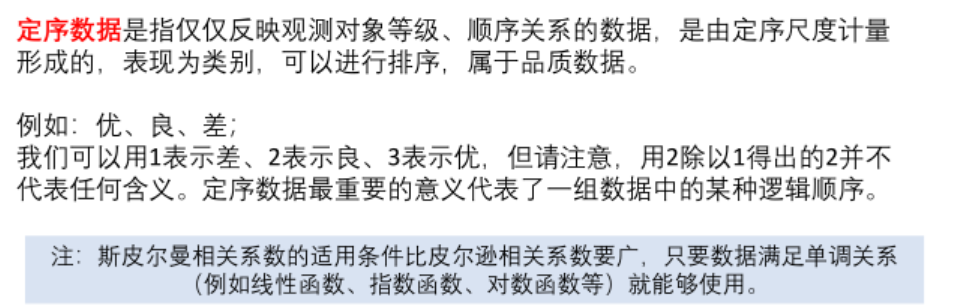 定序数据是指仅仅反映观测对象等级、顺序关系的数据，是由定序尺度计量
形成的，表现为类别，可以进行排序，属于品质数据。
例如：优、良、差；
我们可以用1表示差、2表示良、3表示优，但请注意，用2除以1得出的2并不
代表任何含义。定序数据最重要的意义代表了一组数据中的某种逻辑顺序。
注：斯皮尔曼相关系数的适用条件比皮尔逊相关系数要广，只要数据满足单调关系
（例如线性函数、指数函数、对数函数等）就能够使用。